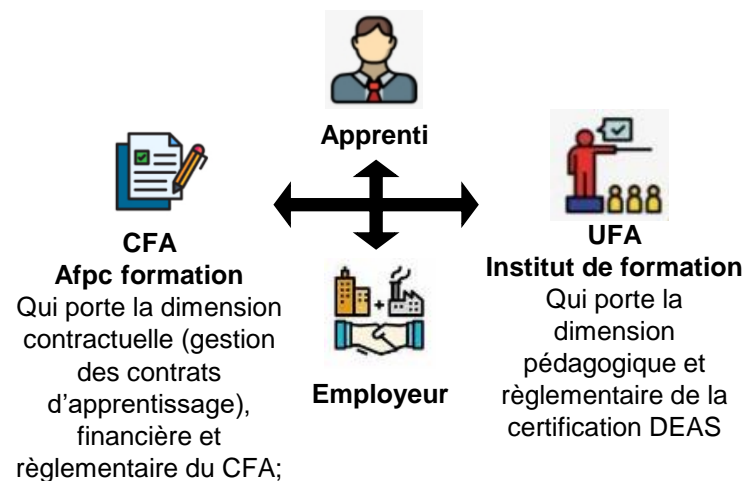 Apprenti
CFA
Afpc formation
Qui porte la dimension
contractuelle (gestion
des contrats
d’apprentissage),
financière et
règlementaire du CFA;
Employeur
UFA
Institut de formation
Qui porte la
dimension
pédagogique et
règlementaire de la
certification DEAS